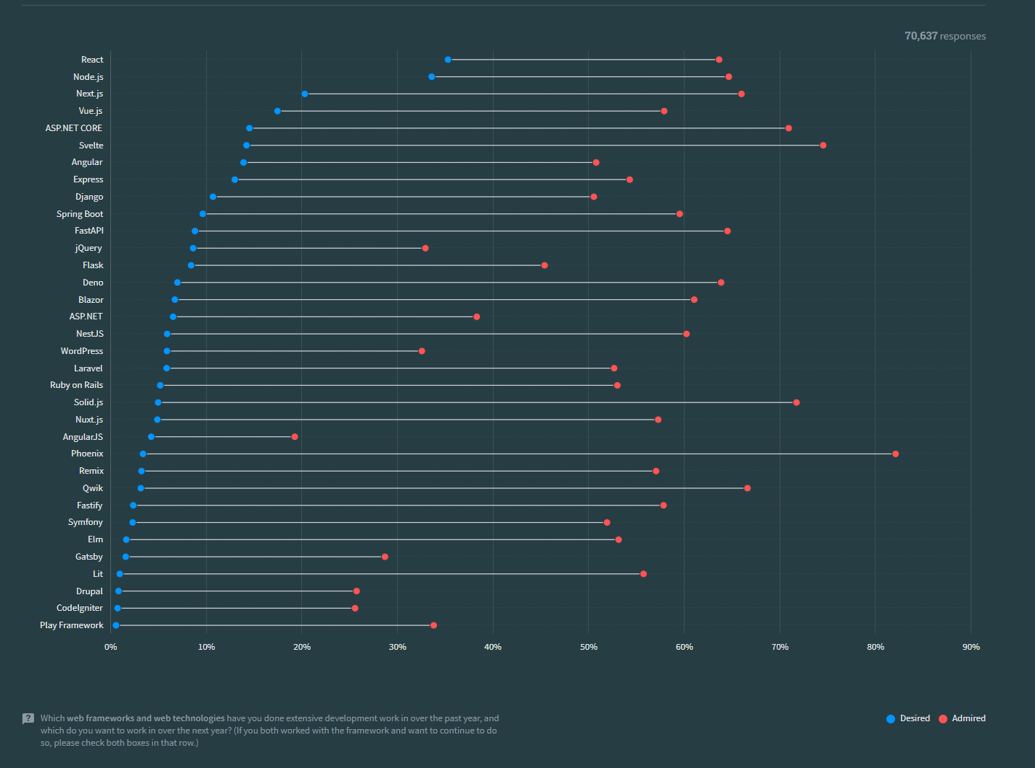 70,637 responses
React
Node.js
Next.js
Vue.js
ASP.NET CORE
Svelte
Angular
Express
Django
Spring Boot
FastAPI
jQuery
Flask
Deno
Blazor
ASP.NET
NestJS
WordPress
Laravel
Ruby on Rails
Solid.js
Nuxt.js
AngularJS
Phoenix
Remix
Qwik
Fastify
Symfony
Elm
Gatsby
Lit
Drupal
CodeIgniter
Play Framework
0% 10% 20% 30% 40% 50% 60% 70% 80% 90%
? Which web frameworks and web technologies have you done extensive development work in over the past year, and
which do you want to work in over the next year? (If you both worked with the framework and want to continue to do
so, please check both boxes in that row.)
Desired Admired